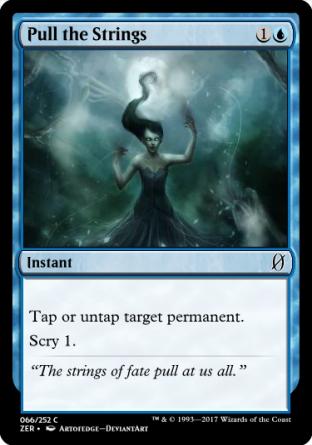 Pull the Strings 1
Instant
Tap or untap target permanent.
Scry 1.
“The strings of fate pull at us all.”
066/252 C
ZER • Artofedge—DeviantArt
™ & © 1993—2017 Wizards of the Coast